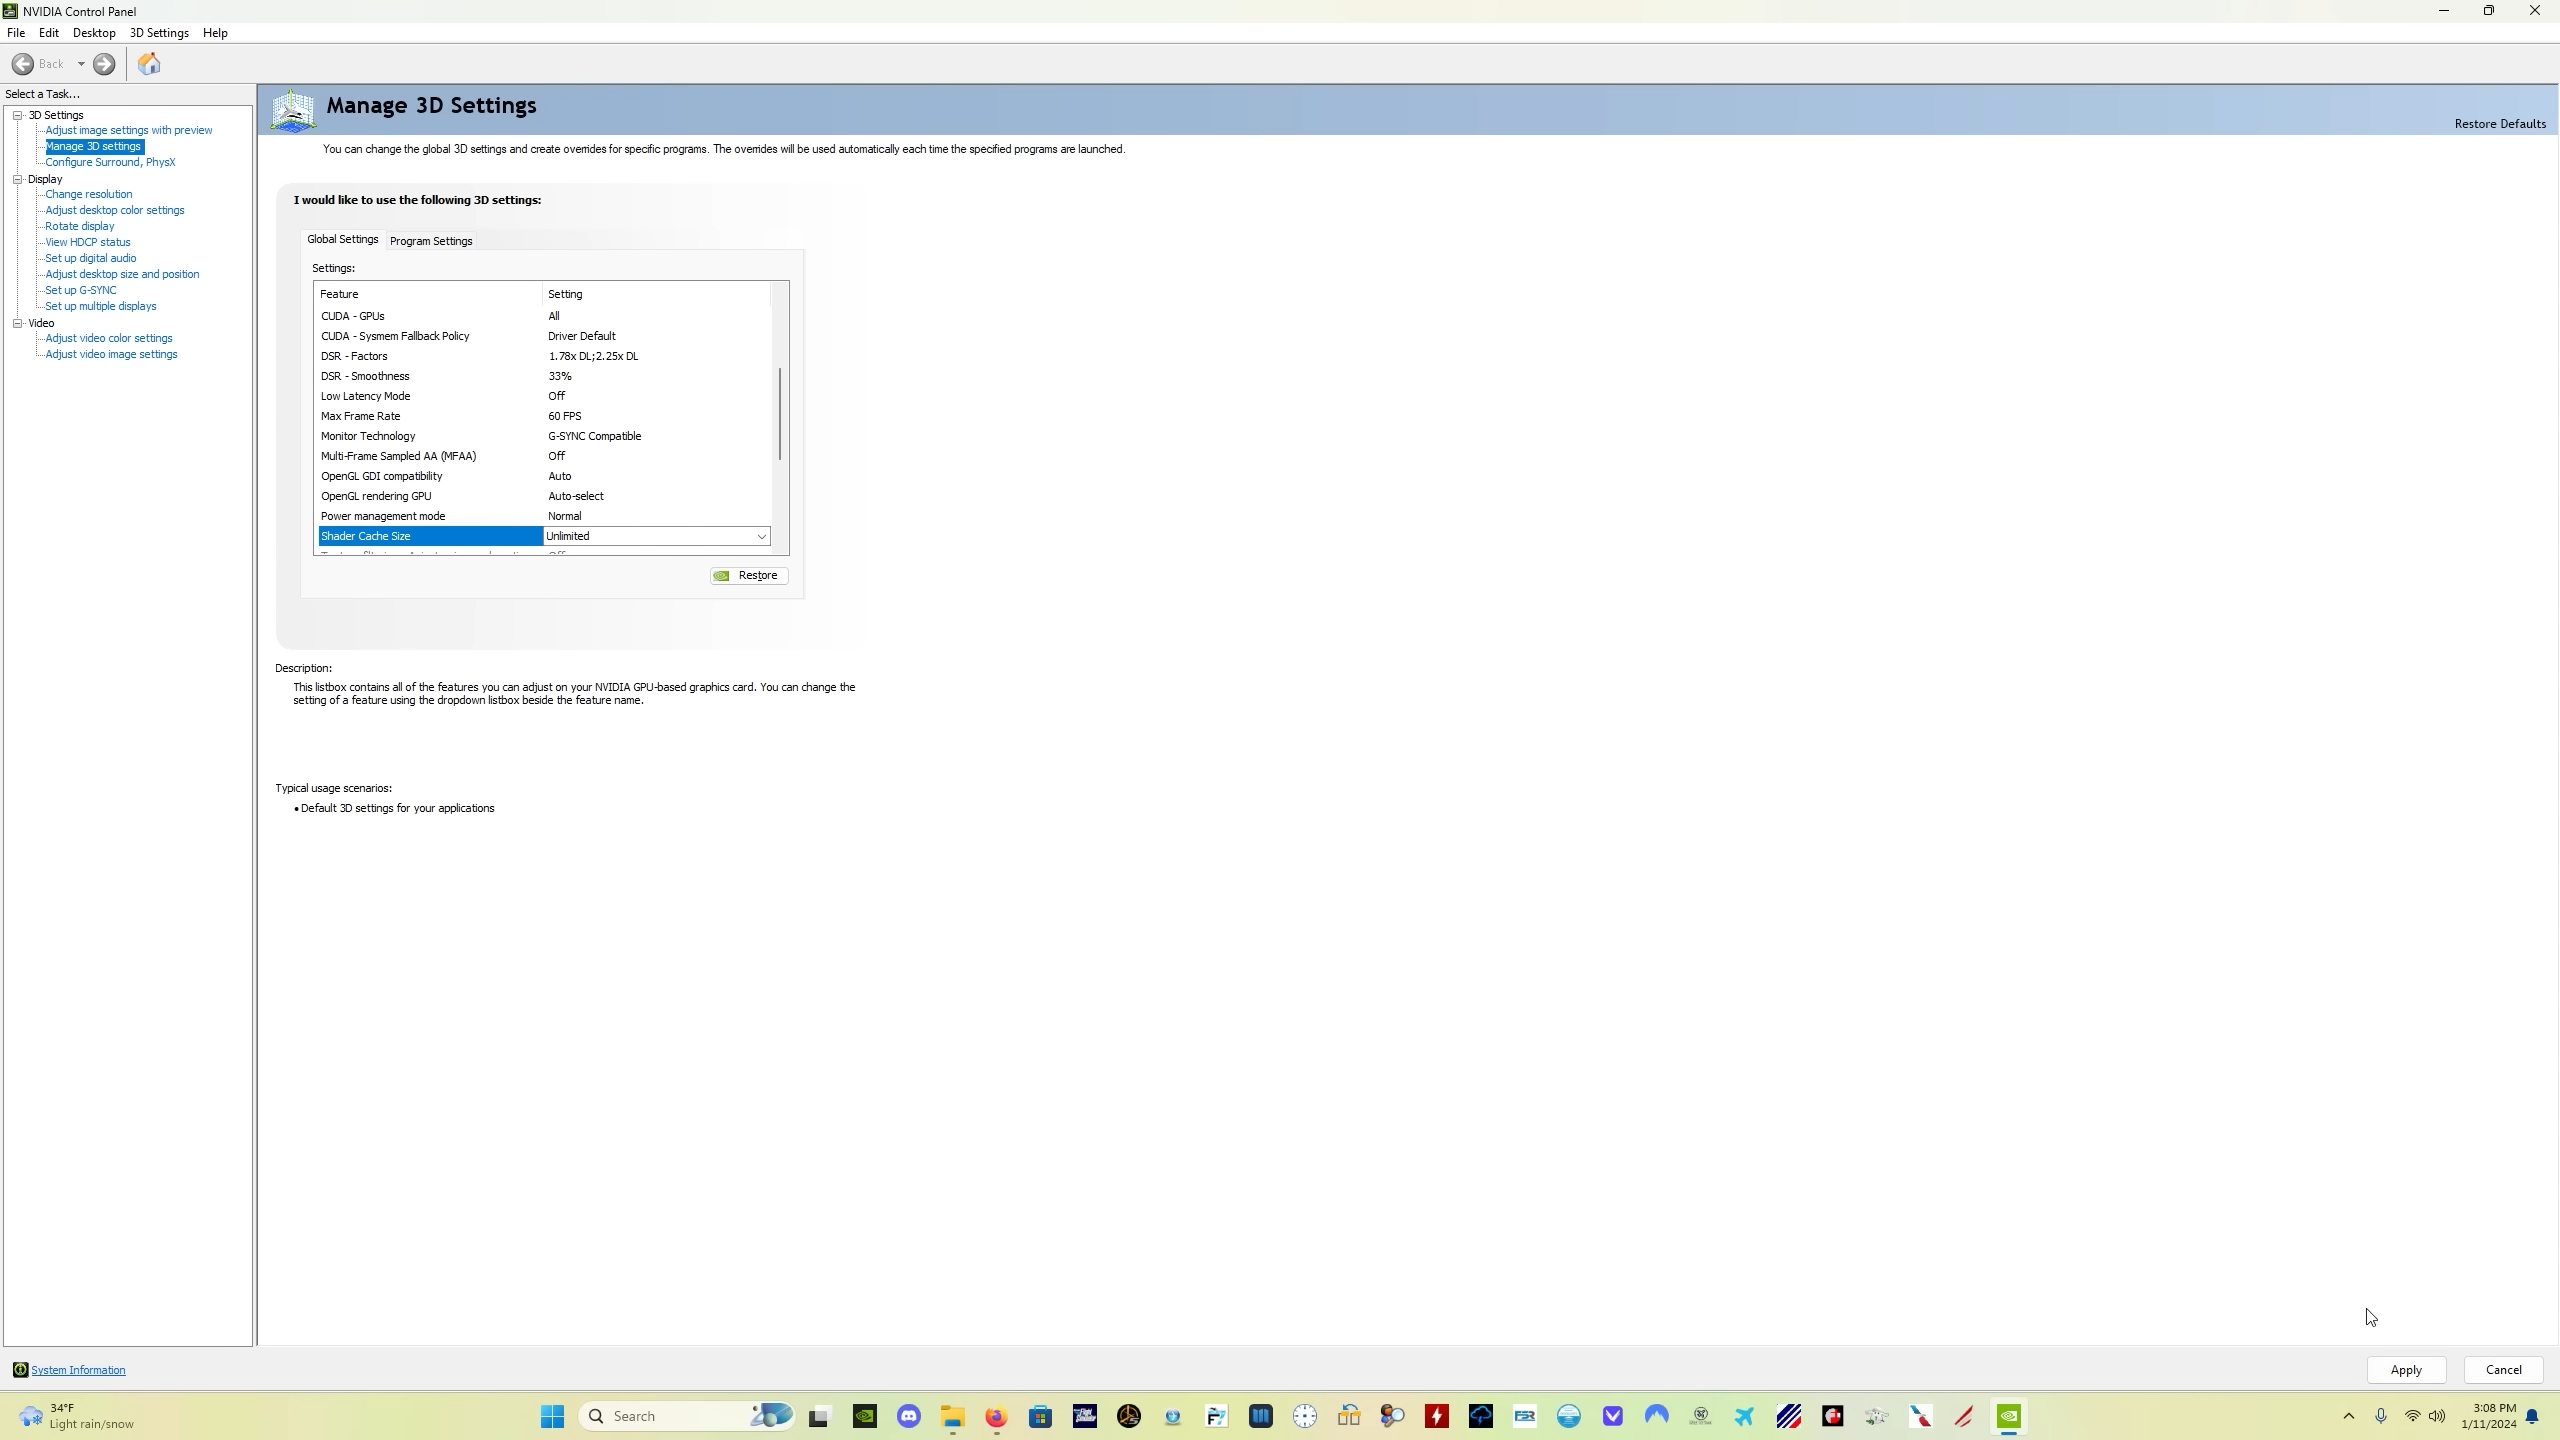 NVIDIA Control Panel
File Edit Desktop 3D Settings Help
Back
Select a Task...
3D Settings
Adjust image settings with preview
Manage 3D settings
Configure Surround, PhysX
Display
Change resolution
Adjust desktop color settings
Rotate display
View HDCP status
Set up digital audio
Adjust desktop size and position
Set up G-SYNC
Set up multiple displays
Video
Adjust video color settings
Adjust video image settings
Manage 3D Settings
Restore Defaults
You can change the global 3D settings and create overrides for specific programs. The overrides will be used automatically each time the specified programs are launched.
I would like to use the following 3D settings:
Global Settings Program Settings
Settings:
Feature Setting
CUDA - GPUs All
CUDA - Sysmem Fallback Policy Driver Default
DSR - Factors 1.78x DL;2.25x DL
DSR - Smoothness 33%
Low Latency Mode Off
Max Frame Rate 60 FPS
Monitor Technology G-SYNC Compatible
Multi-Frame Sampled AA (MFAA) Off
OpenGL GDI compatibility Auto
OpenGL rendering GPU Auto-select
Power management mode Normal
Shader Cache Size Unlimited
Restore
Description:
This listbox contains all of the features you can adjust on your NVIDIA GPU-based graphics card. You can change the
setting of a feature using the dropdown listbox beside the feature name.
Typical usage scenarios:
• Default 3D settings for your applications
System Information
Apply Cancel
34°F
Light rain/snow
Search
FSR
3:08 PM
1/11/2024